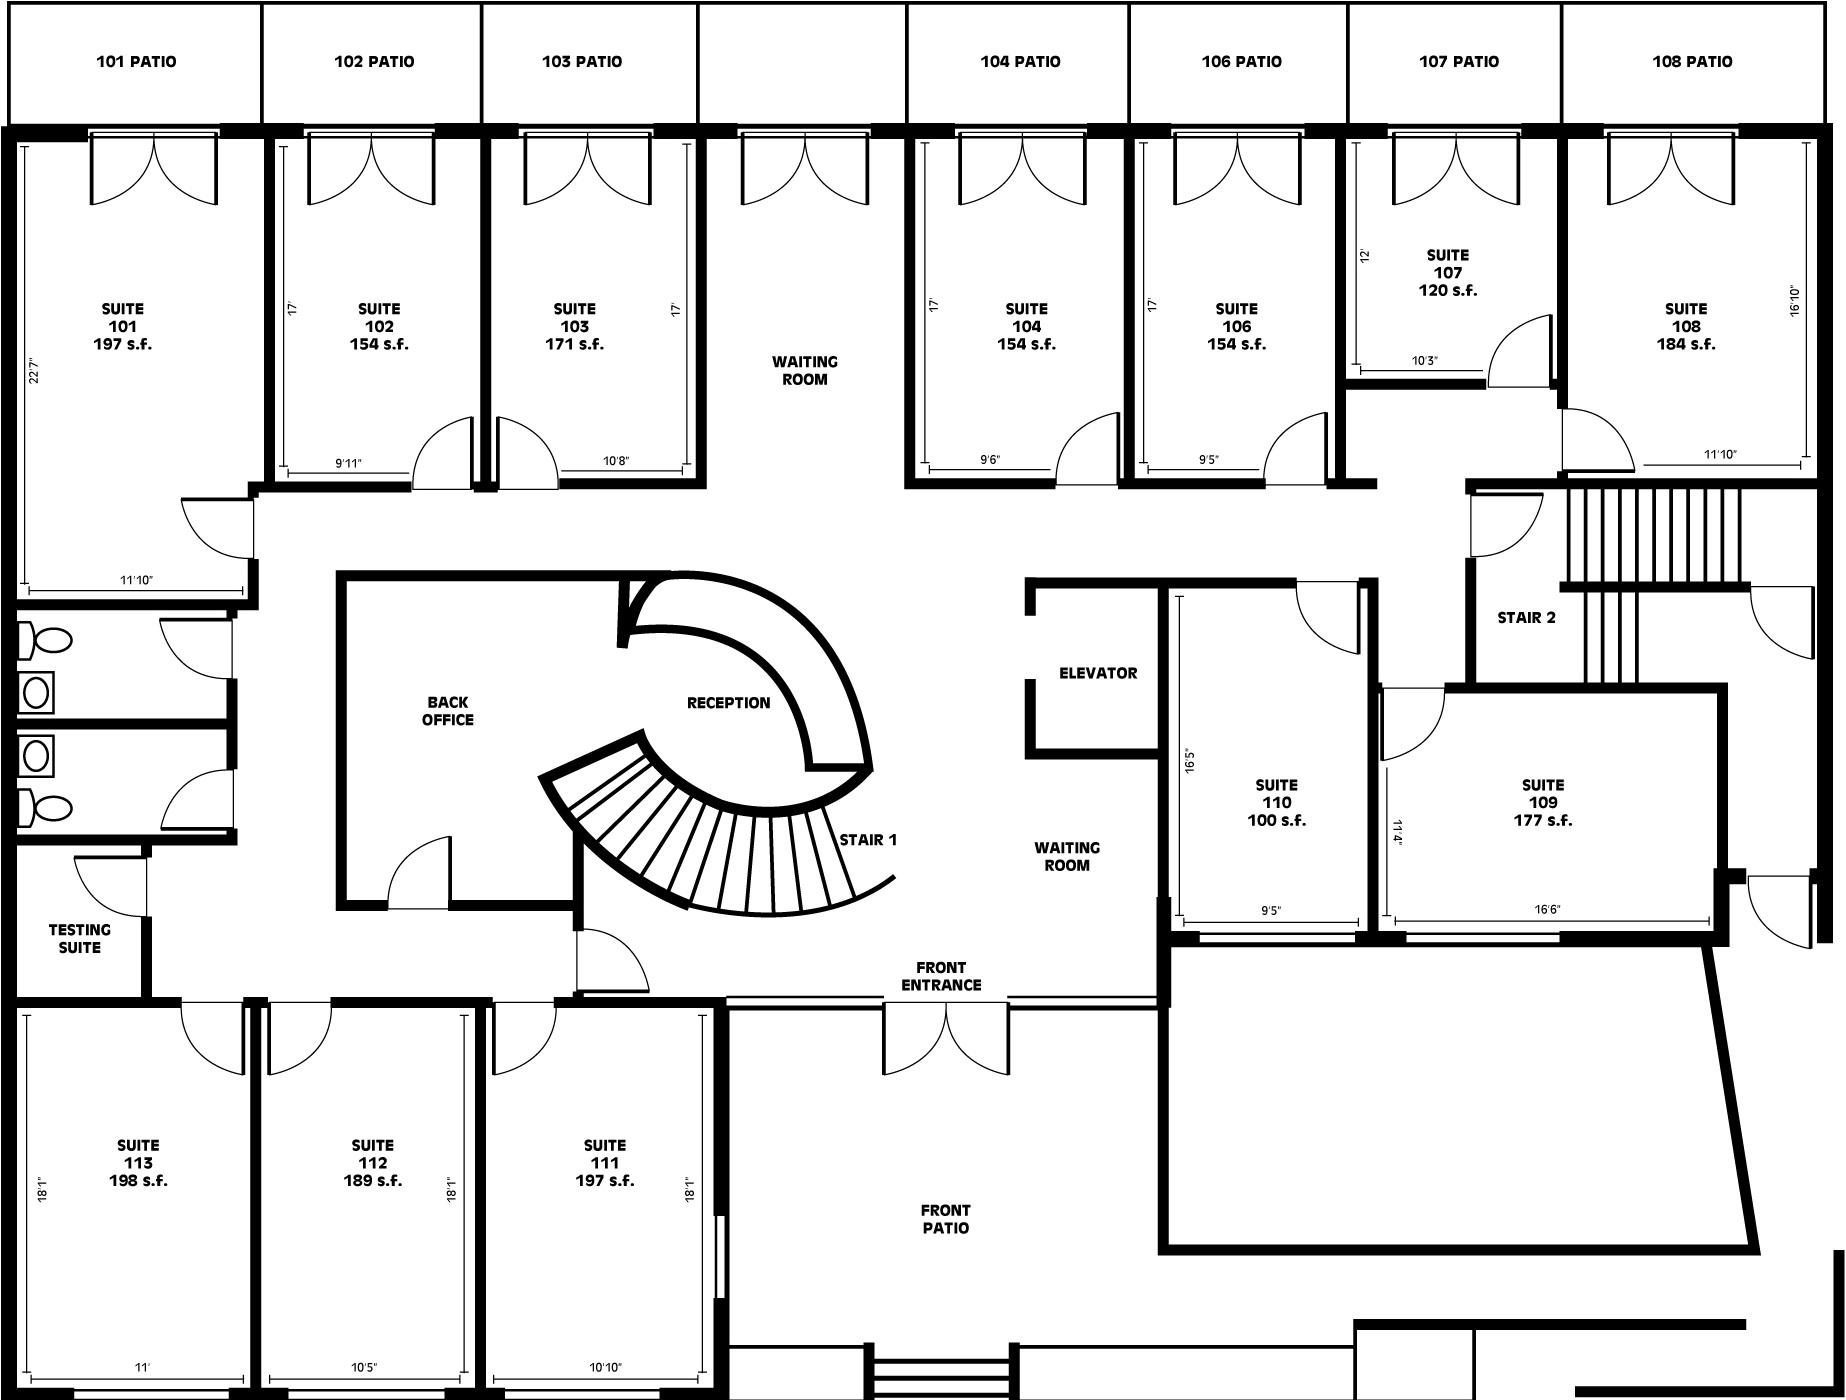 101 PATIO
102 PATIO
103 PATIO
104 PATIO
106 PATIO
107 PATIO
108 PATIO
SUITE
101
197 s.f.
22'7"
11'10"
17'
SUITE
102
154 s.f.
9'11"
SUITE
103
171 s.f.
17'
10'8"
WAITING
ROOM
17'
SUITE
104
154 s.f.
9'6"
17'
SUITE
106
154 s.f.
9'5"
12'
SUITE
107
120 s.f.
10'3"
SUITE
108
184 s.f.
16'10"
11'10"
BACK
OFFICE
RECEPTION
STAIR 1
ELEVATOR
WAITING
ROOM
STAIR 2
16'5"
SUITE
110
100 s.f.
9'5"
SUITE
109
177 s.f.
11'4"
16'6"
TESTING
SUITE
FRONT
ENTRANCE
SUITE
113
198 s.f.
18'1"
11'
SUITE
112
189 s.f.
18'1"
10'5"
SUITE
111
197 s.f.
18'1"
10'10"
FRONT
PATIO